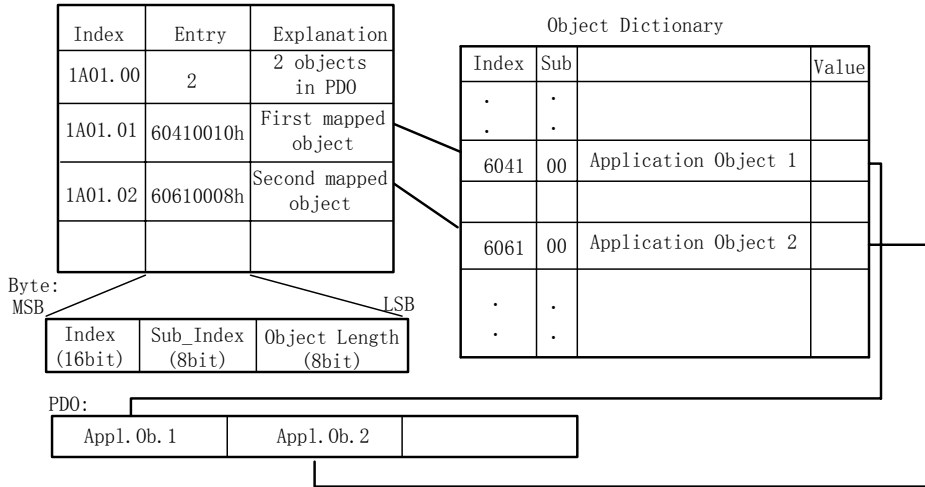 Index Entry Explanation
1A01.00 2 2 objects
in PDO
1A01.01 60410010h First mapped
object
1A01.02 60610008h Second mapped
object
Byte:
MSB
LSB
Index Sub_Index Object Length
(16bit) (8bit) (8bit)
Object Dictionary
Index Sub Value
. .
. .
6041 00 Application Object 1
6061 00 Application Object 2
. .
. .
PDO:
Appl.Ob.1 Appl.Ob.2